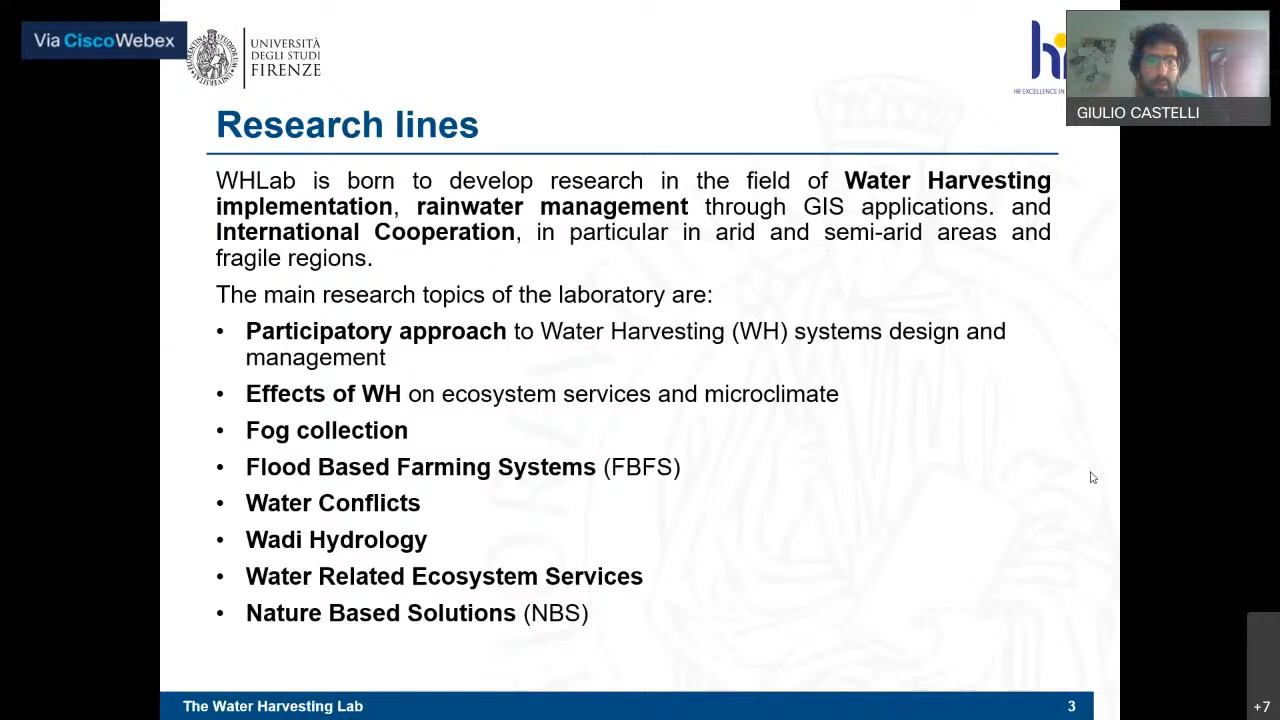 Via CiscoWebex
UNIVERSITÀ
DEGLI STUDI
FIRENZE
HR EXCELLENCE IN
GIULIO CASTELLI
Research lines
WHLab is born to develop research in the field of Water Harvesting
implementation, rainwater management through GIS applications. and
International Cooperation, in particular in arid and semi-arid areas and
fragile regions.
The main research topics of the laboratory are:
• Participatory approach to Water Harvesting (WH) systems design and
management
• Effects of WH on ecosystem services and microclimate
• Fog collection
• Flood Based Farming Systems (FBFS)
• Water Conflicts
• Wadi Hydrology
• Water Related Ecosystem Services
• Nature Based Solutions (NBS)
The Water Harvesting Lab
3
+7